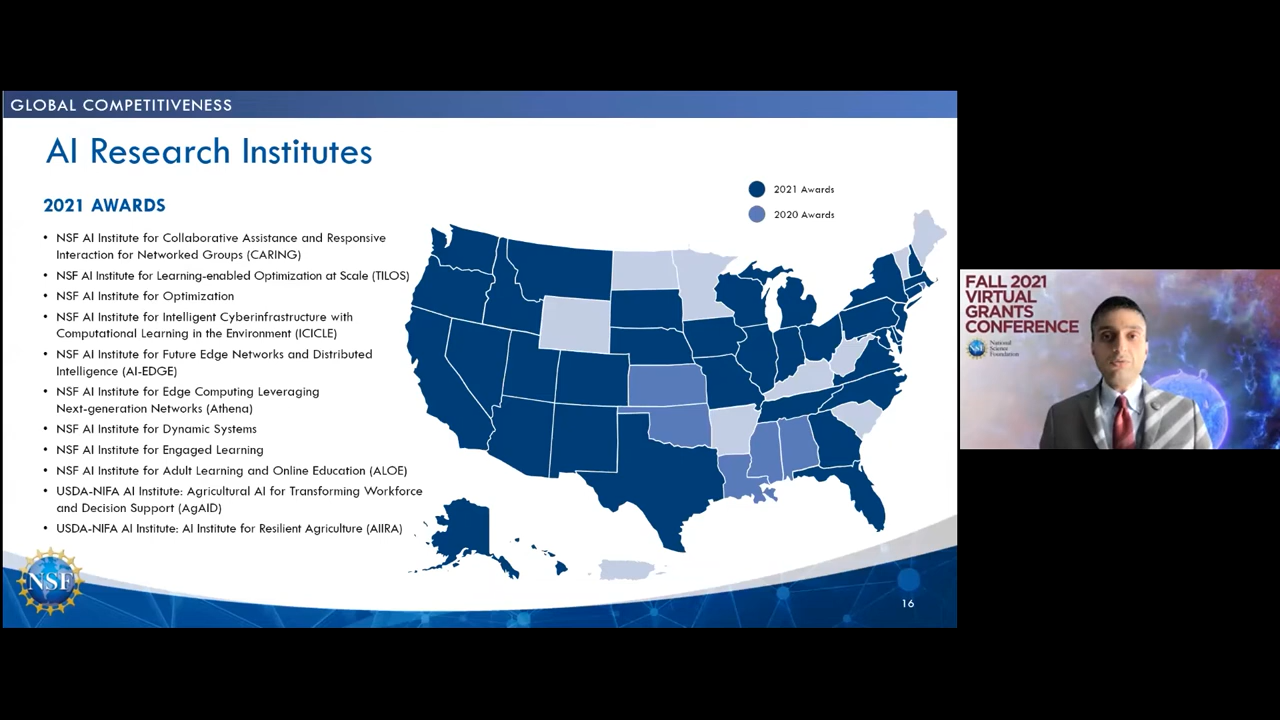 GLOBAL COMPETITIVENESS
AI Research Institutes
2021 AWARDS
• NSF AI Institute for Collaborative Assistance and Responsive
Interaction for Networked Groups (CARING)
• NSF AI Institute for Learning-enabled Optimization at Scale (TILOS)
• NSF AI Institute for Optimization
• NSF AI Institute for Intelligent Cyberinfrastructure with
Computational Learning in the Environment (ICICLE)
• NSF AI Institute for Future Edge Networks and Distributed
Intelligence (AI-EDGE)
• NSF AI Institute for Edge Computing Leveraging
Next-generation Networks (Athena)
• NSF AI Institute for Dynamic Systems
• NSF AI Institute for Engaged Learning
• NSF AI Institute for Adult Learning and Online Education (ALOE)
• USDA-NIFA AI Institute: Agricultural AI for Transforming Workforce
and Decision Support (AgAID)
• USDA-NIFA AI Institute: AI Institute for Resilient Agriculture (AIIRA)
2021 Awards
2020 Awards
NSF
16
FALL 2021
VIRTUAL
GRANTS
CONFERENCE
NSF
National
Science
Foundation